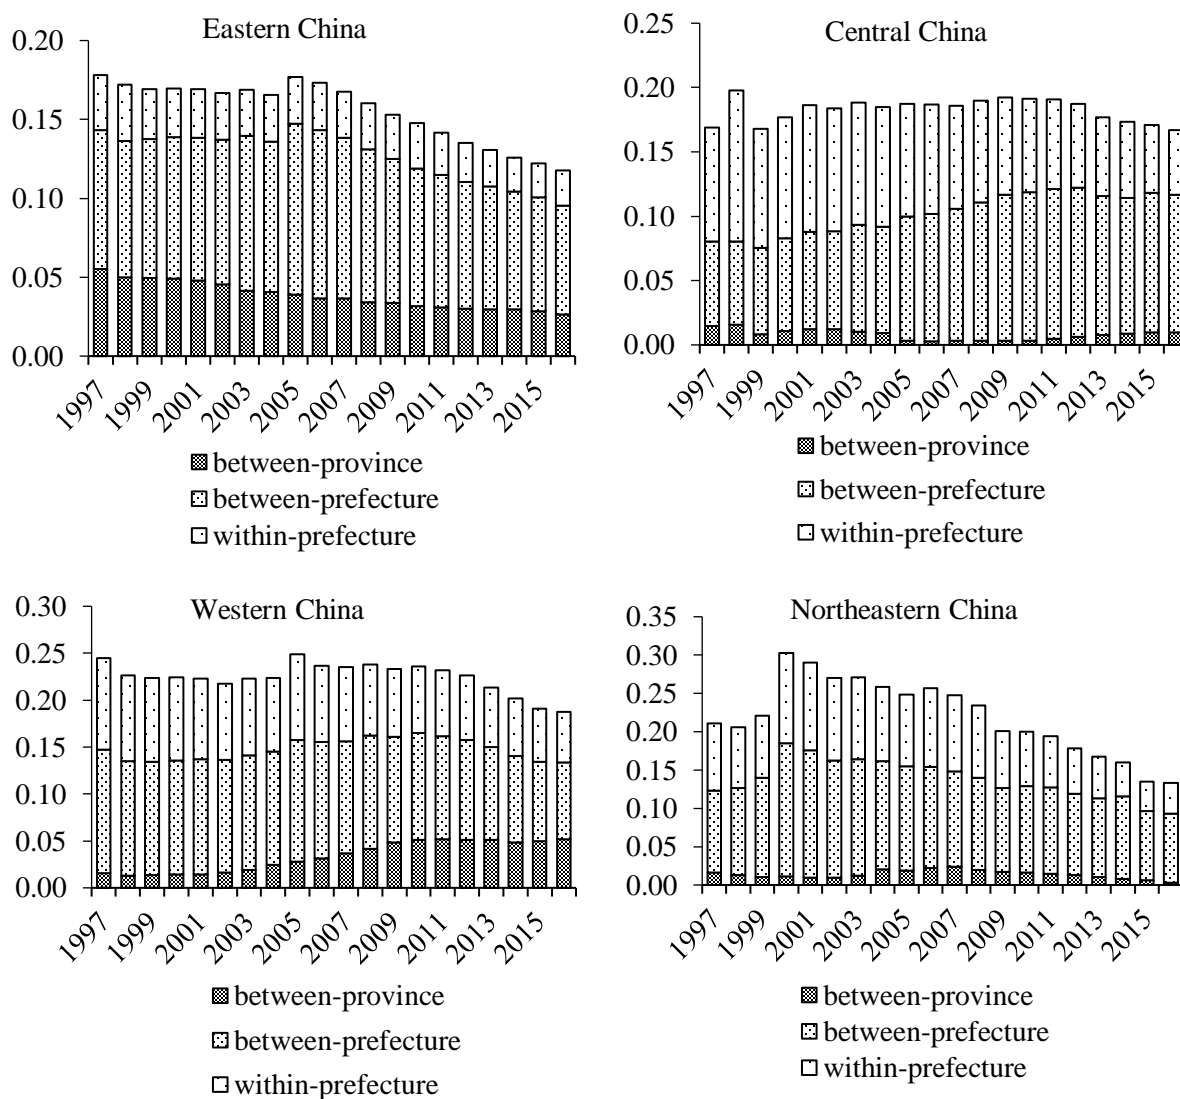 Eastern China
0.20
0.15
0.10
0.05
0.00
1997 1999 2001 2003 2005 2007 2009 2011 2013 2015
between-province
between-prefecture
within-prefecture
Central China
0.25
0.20
0.15
0.10
0.05
0.00
1997 1999 2001 2003 2005 2007 2009 2011 2013 2015
between-province
between-prefecture
within-prefecture
Western China
0.30
0.25
0.20
0.15
0.10
0.05
0.00
1997 1999 2001 2003 2005 2007 2009 2011 2013 2015
between-province
between-prefecture
within-prefecture
Northeastern China
0.35
0.30
0.25
0.20
0.15
0.10
0.05
0.00
1997 1999 2001 2003 2005 2007 2009 2011 2013 2015
between-province
between-prefecture
within-prefecture